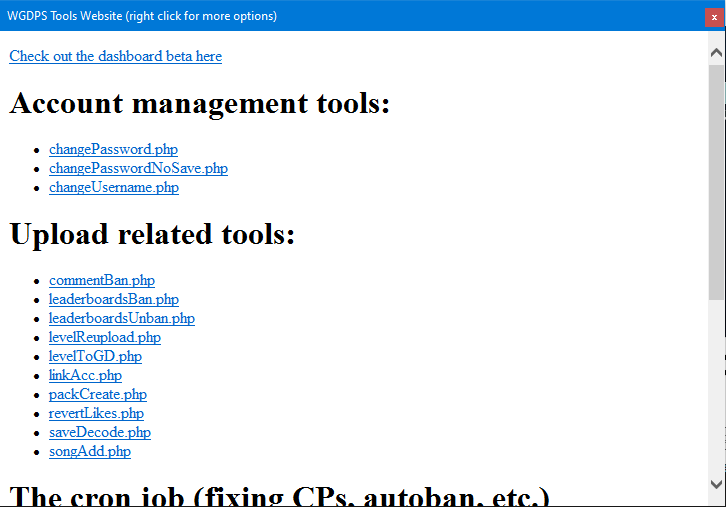 WGDPS Tools Website (right click for more options)
x
Check out the dashboard beta here
Account management tools:
changePassword.php
changePasswordNoSave.php
changeUsername.php
Upload related tools:
commentBan.php
leaderboardsBan.php
leaderboardsUnban.php
levelReupload.php
levelToGD.php
linkAcc.php
packCreate.php
revertLikes.php
saveDecode.php
songAdd.php
The cron job (fixing CPs, autoban, etc.)